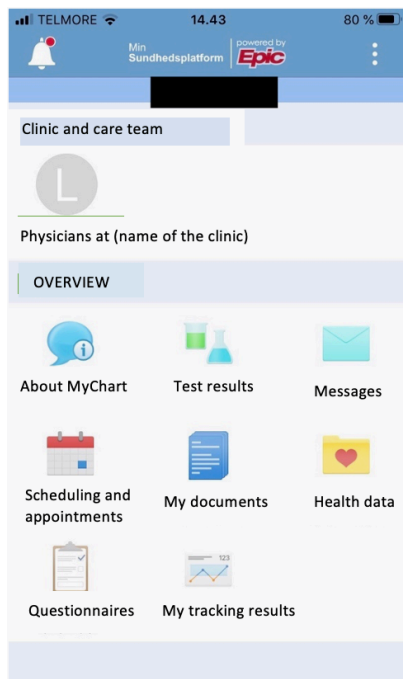 TELMORE 14.43 80 %
Min
Sundhedsplatform
powered by
Epic
Clinic and care team
L
Physicians at (name of the clinic)
OVERVIEW
About MyChart Test results Messages
Scheduling and
appointments
My documents
Health data
123
Questionnaires My tracking results